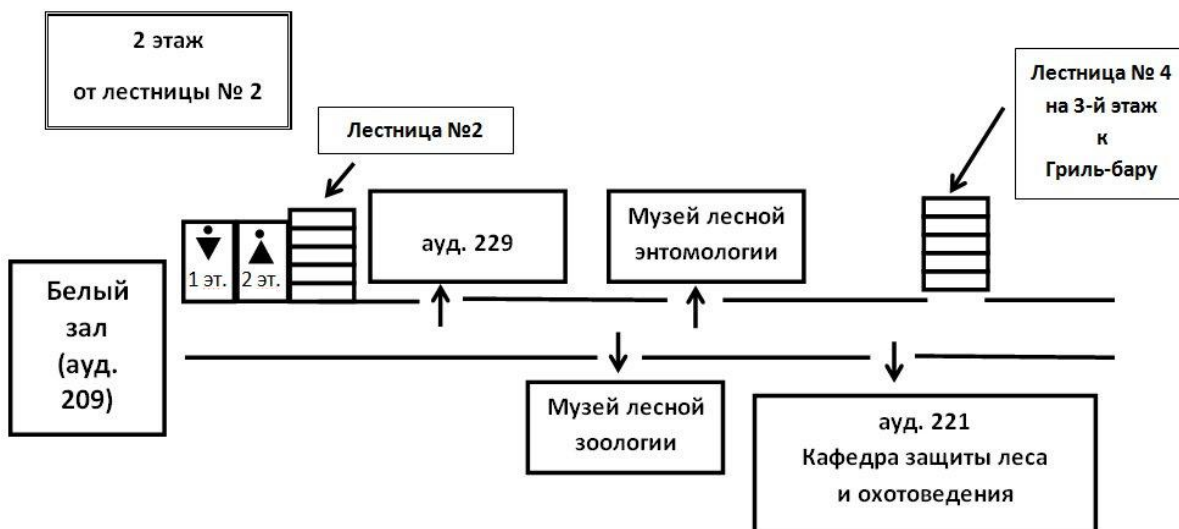 2 этаж
от лестницы № 2
Лестница № 4
на 3-й этаж
к
Гриль-бару
Лестница №2
ауд. 229
Музей лесной
энтомологии
1 эт.
2 эт.
Белый
зал
(ауд.
209)
Музей лесной
зоологии
ауд. 221
Кафедра защиты леса
и охотоведения